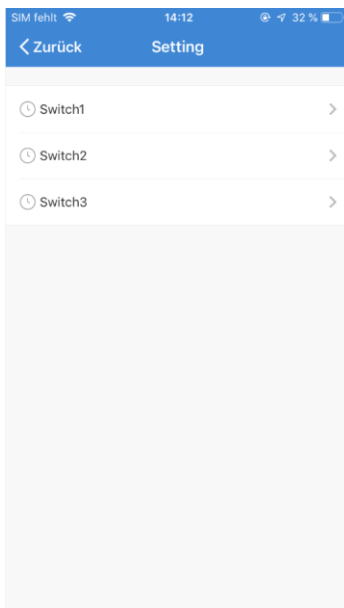 SIM fehlt 14:12 32 %
Zurück Setting
Switch1
Switch2
Switch3